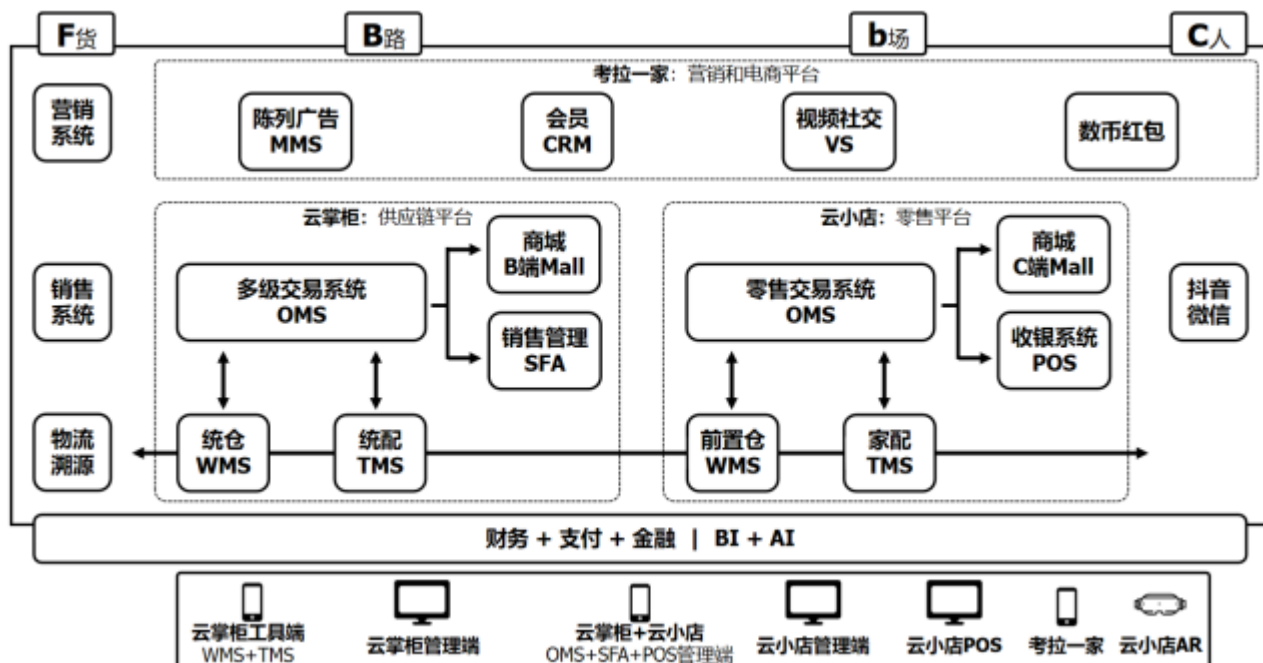 F货
B路
b场
C人
考拉一家：营销和电商平台
营销
系统
陈列广告
MMS
会员
CRM
视频社交
VS
数币红包
云掌柜：供应链平台
云小店：零售平台
销售
系统
多级交易系统
OMS
商城
B端Mall
销售管理
SFA
零售交易系统
OMS
商城
C端Mall
收银系统
POS
抖音
微信
物流
溯源
统仓
WMS
统配
TMS
前置仓
WMS
家配
TMS
财务 + 支付 + 金融 | BI + AI
云掌柜工具端
WMS+TMS
云掌柜管理端
云掌柜+云小店
OMS+SFA+POS管理端
云小店管理端
云小店POS
考拉一家
云小店AR